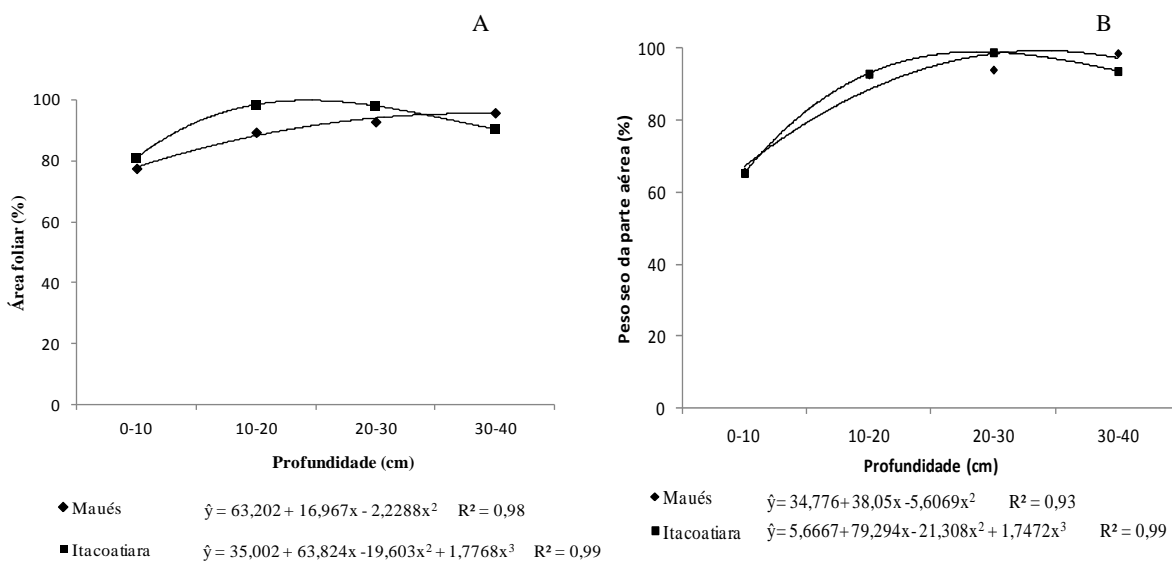 A
Área foliar (%)
100
80
60
40
20
0
0-10 10-20 20-30 30-40
Profundidade (cm)
Maués ŷ = 63,202 + 16,967x - 2,2288x² R² = 0,98
Itacoatiara ŷ = 35,002 + 63,824x -19,603x² + 1,7768x³ R² = 0,99
B
Peso seo da parte aérea (%)
100
80
60
40
20
0
0-10 10-20 20-30 30-40
Profundidade (cm)
Maués ŷ= 34,776+ 38,05x -5,6069x² R² = 0,93
Itacoatiara ŷ= 5,6667+ 79,294x - 21,308x² + 1,7472x³ R² = 0,99